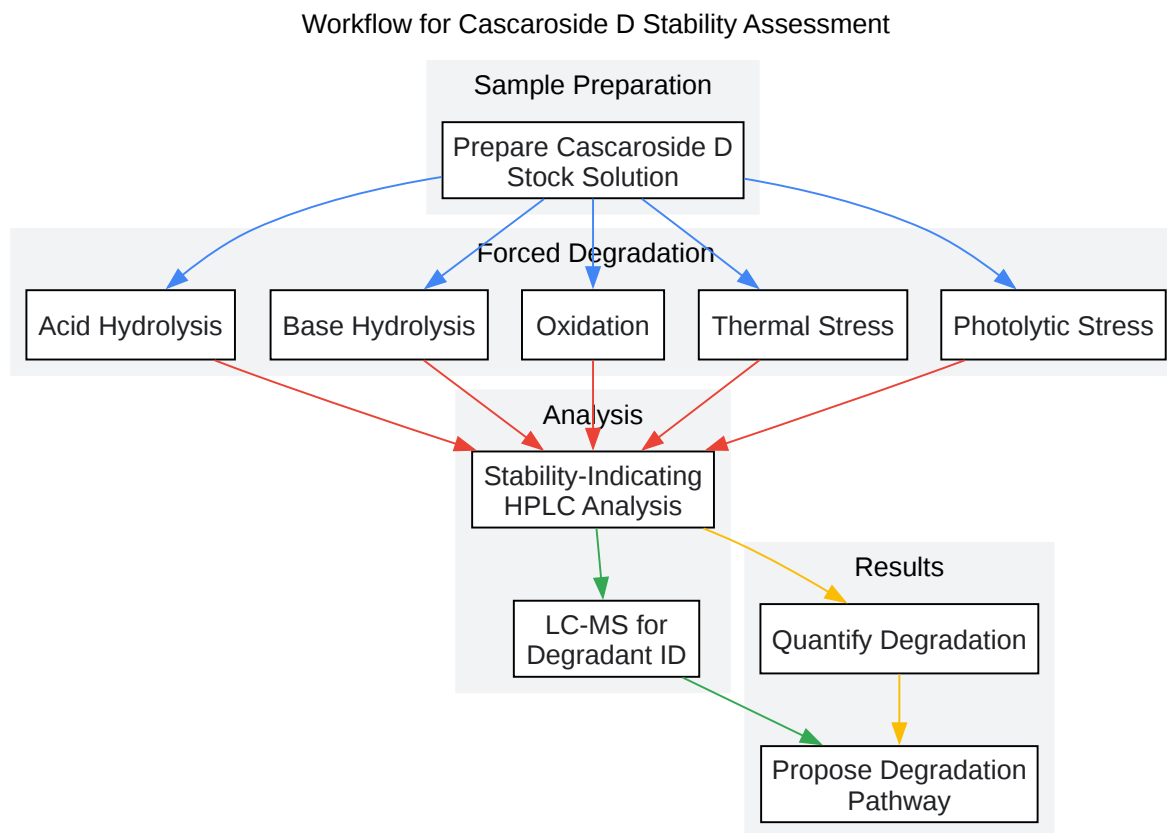 Workflow for Cascaroside D Stability Assessment
Sample Preparation
Prepare Cascaroside D
Stock Solution
Forced Degradation
Acid Hydrolysis
Base Hydrolysis
Oxidation
Thermal Stress
Photolytic Stress
Analysis
Stability-Indicating
HPLC Analysis
Results
LC-MS for
Degradant ID
Quantify Degradation
Propose Degradation
Pathway